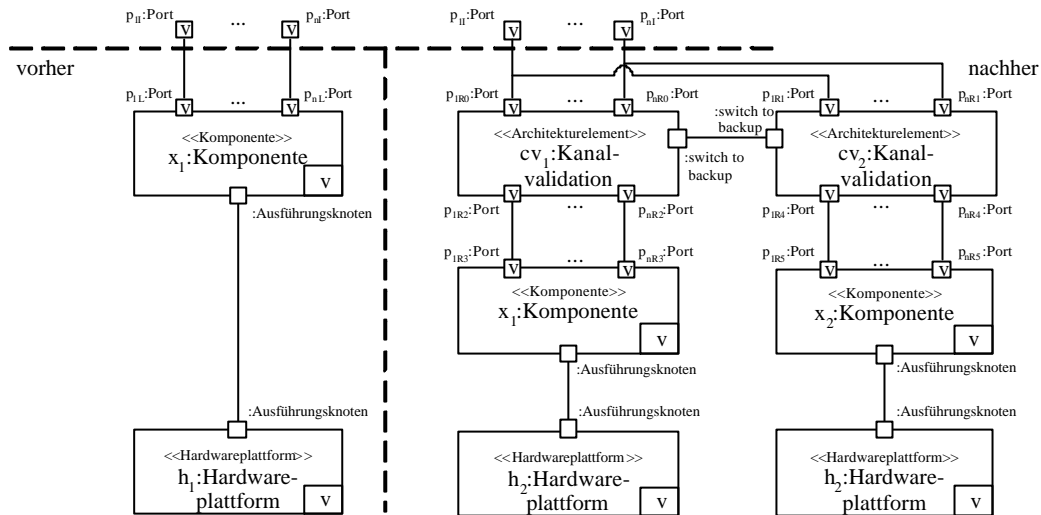 p1I:Port ... pnI:Port p1I:Port ... pnI:Port
vorher nachher
p1L:Port ... pnL:Port p1R0:Port ... pnR0:Port p1R1:Port ... pnR1:Port
v v v v v v
<<Komponente>>
x1:Komponente
v
:Ausführungsknoten
<<Architekturelement>>
cv1:Kanal-
validation
:switch to
backup
:switch to
backup
<<Architekturelement>>
cv2:Kanal-
validation
p1R2:Port ... pnR2:Port p1R4:Port ... pnR4:Port
v v v v
p1R3:Port ... pnR3:Port p1R5:Port ... pnR5:Port
v v v v
<<Komponente>>
x1:Komponente
v
:Ausführungsknoten
<<Komponente>>
x2:Komponente
v
:Ausführungsknoten
:Ausführungsknoten :Ausführungsknoten :Ausführungsknoten
<<Hardwareplattform>>
h1:Hardware-
plattform
v
<<Hardwareplattform>>
h2:Hardware-
plattform
v
<<Hardwareplattform>>
h2:Hardware-
plattform
v